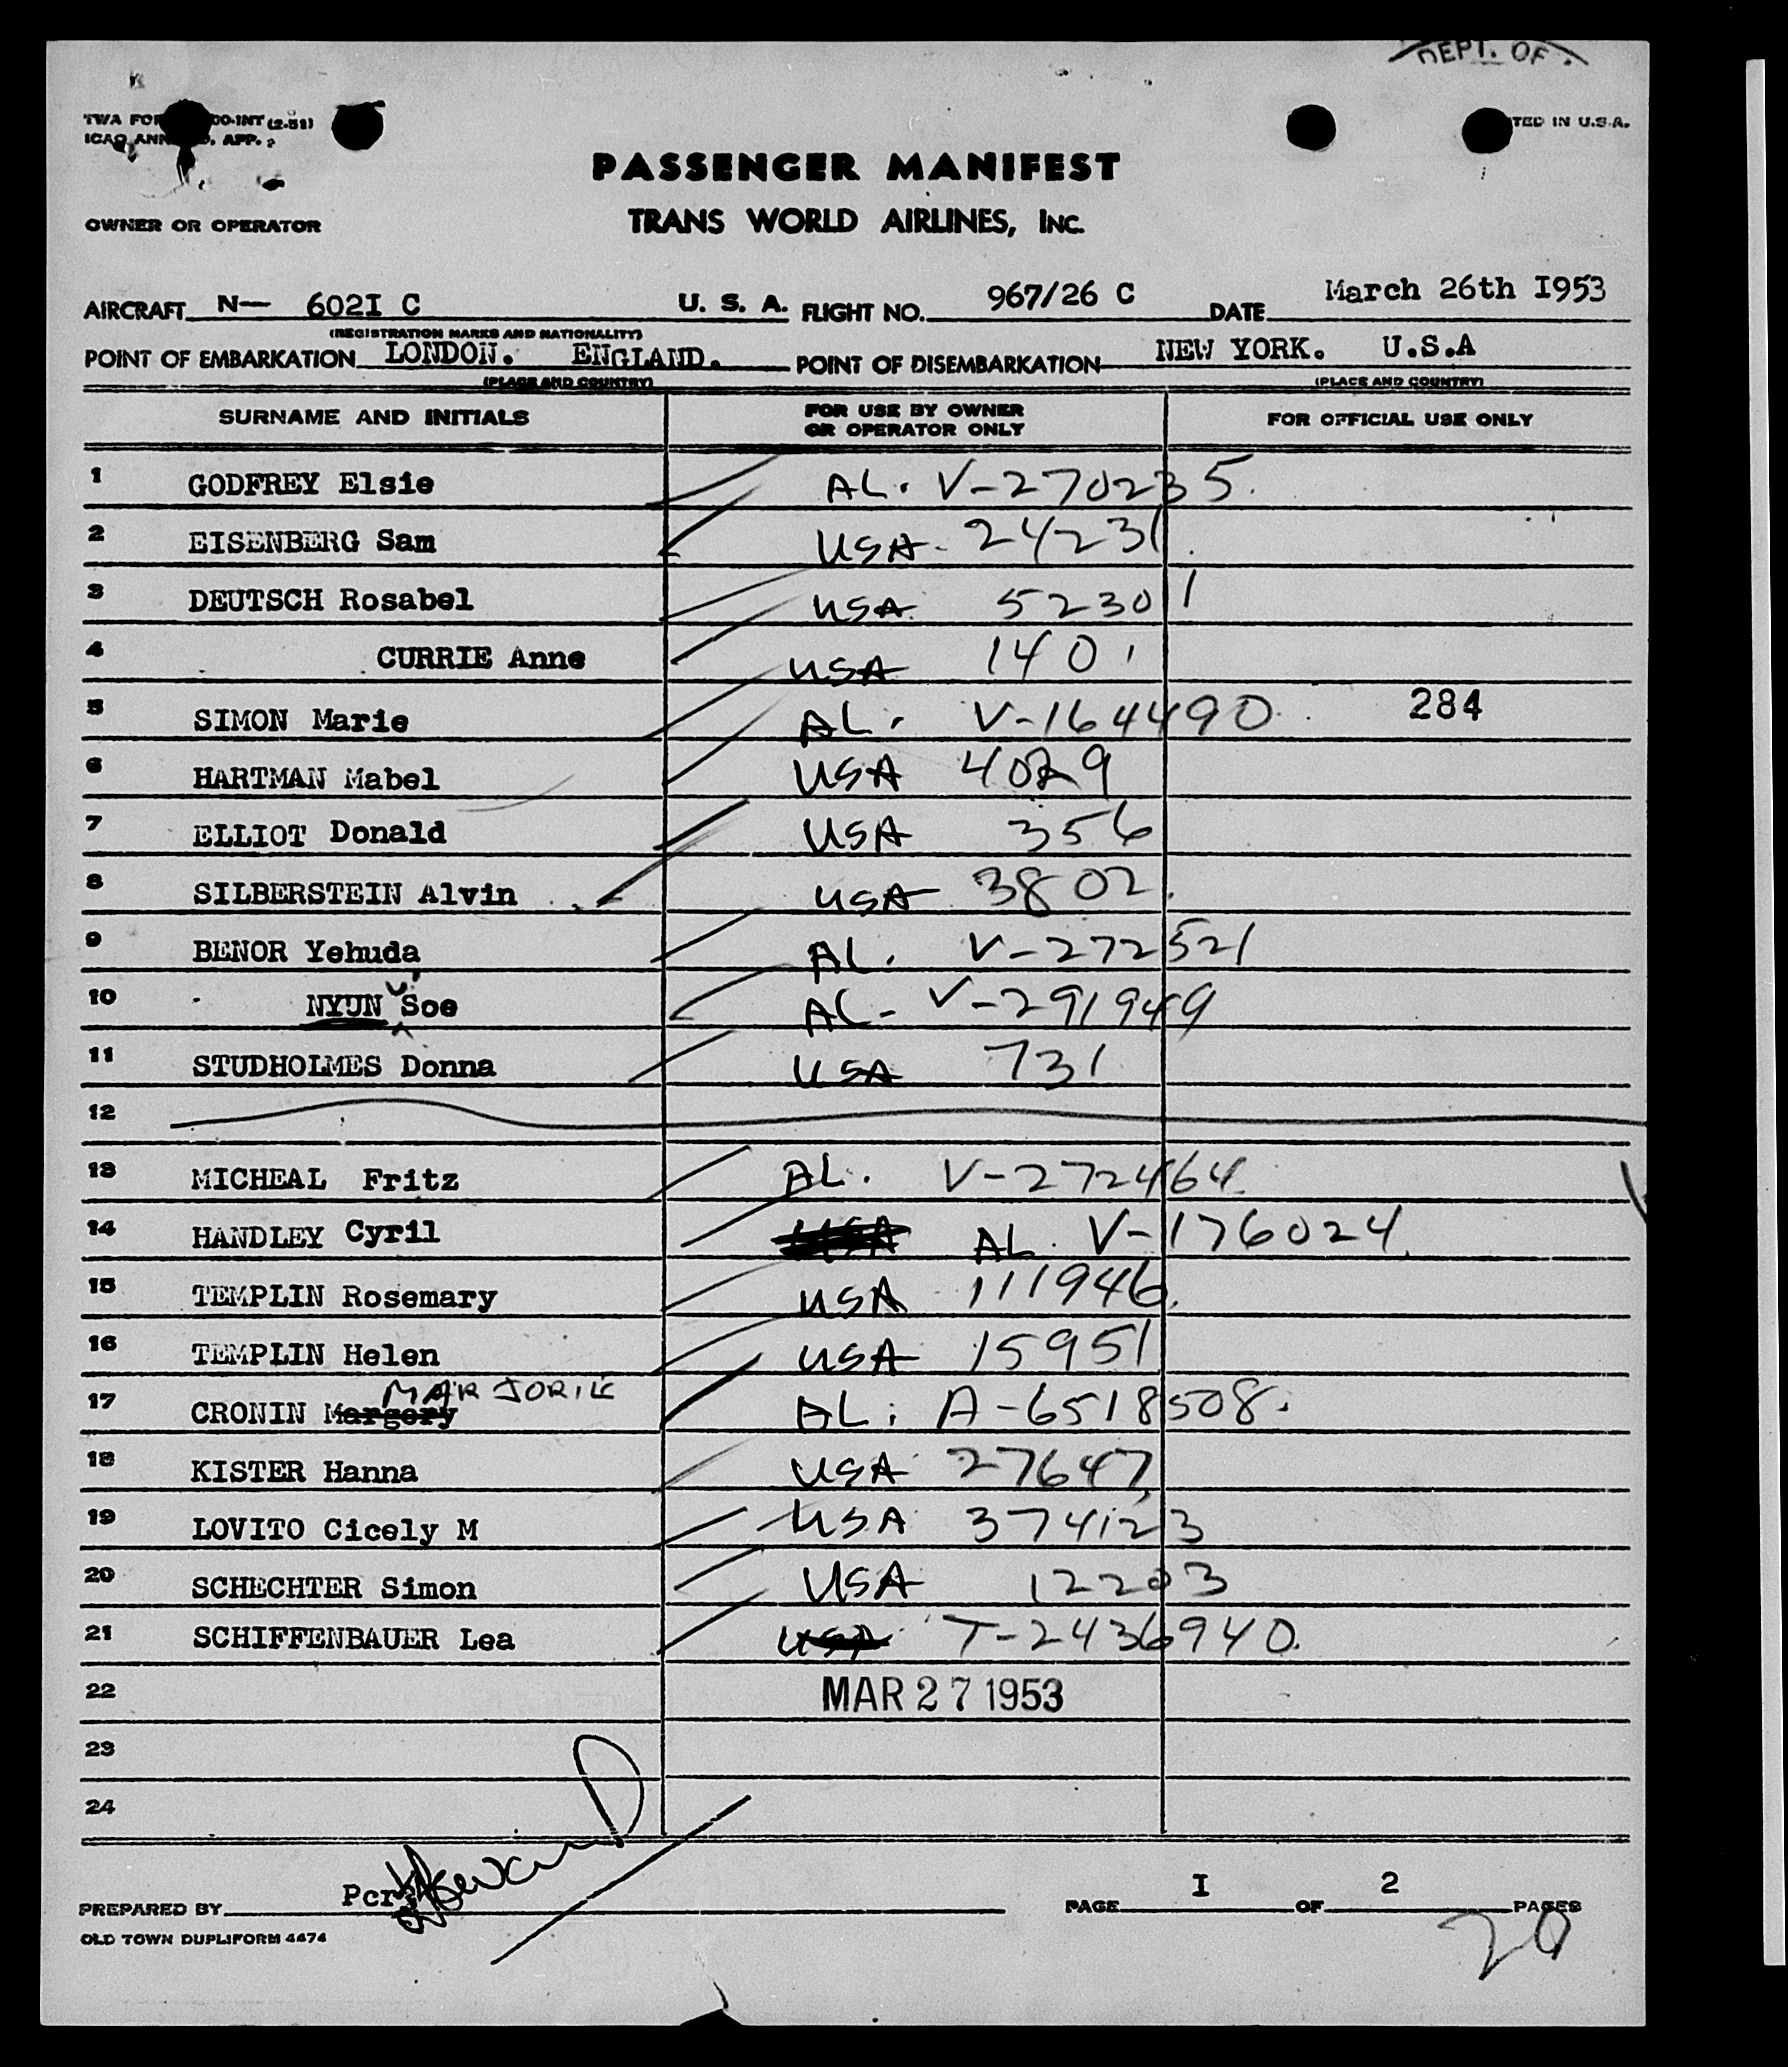 DEPT. OF
TWA FOR CO-INT (2-51)
ICAO ANN APP.
TED IN U.S.A.
PASSENGER MANIFEST
TRANS WORLD AIRLINES, INC.
OWNER OR OPERATOR
AIRCRAFT N— 602I C U. S. A. FLIGHT NO. 967/26 C DATE March 26th I953
(REGISTRATION MARKS AND NATIONALITY)
POINT OF EMBARKATION LONDON. ENGLAND. POINT OF DISEMBARKATION NEW YORK. U.S.A
(PLACE AND COUNTRY) (PLACE AND COUNTRY)
SURNAME AND INITIALS FOR USE BY OWNER OR OPERATOR ONLY FOR OFFICIAL USE ONLY
1 GODFREY Elsie AL. V-270235.
2 EISENBERG Sam USA. 24231
3 DEUTSCH Rosabel USA. 52301
4 CURRIE Anne USA 1401
5 SIMON Marie AL. V-164490 284
6 HARTMAN Mabel USA 4029
7 ELLIOT Donald USA 356
8 SILBERSTEIN Alvin USA 3802
9 BENOR Yehuda AL. V-272521
10 NYUN Soe AL- V-291949
11 STUDHOLMES Donna USA 731
12
13 MICHEAL Fritz AL. V-272464
14 HANDLEY Cyril USA AL. V-176024
15 TEMPLIN Rosemary USA 111946
16 TEMPLIN Helen USA 15951
MARJORIE
17 CRONIN Margery AL. A-6518508.
18 KISTER Hanna USA 27647
19 LOVITO Cicely M USA 374123
20 SCHECHTER Simon USA 12203
21 SCHIFFENBAUER Lea USA T-2436940.
22 MAR 27 1953
23
24
PREPARED BY PAGE I OF 2 PAGES
OLD TOWN DUPLIFORM 4474
20